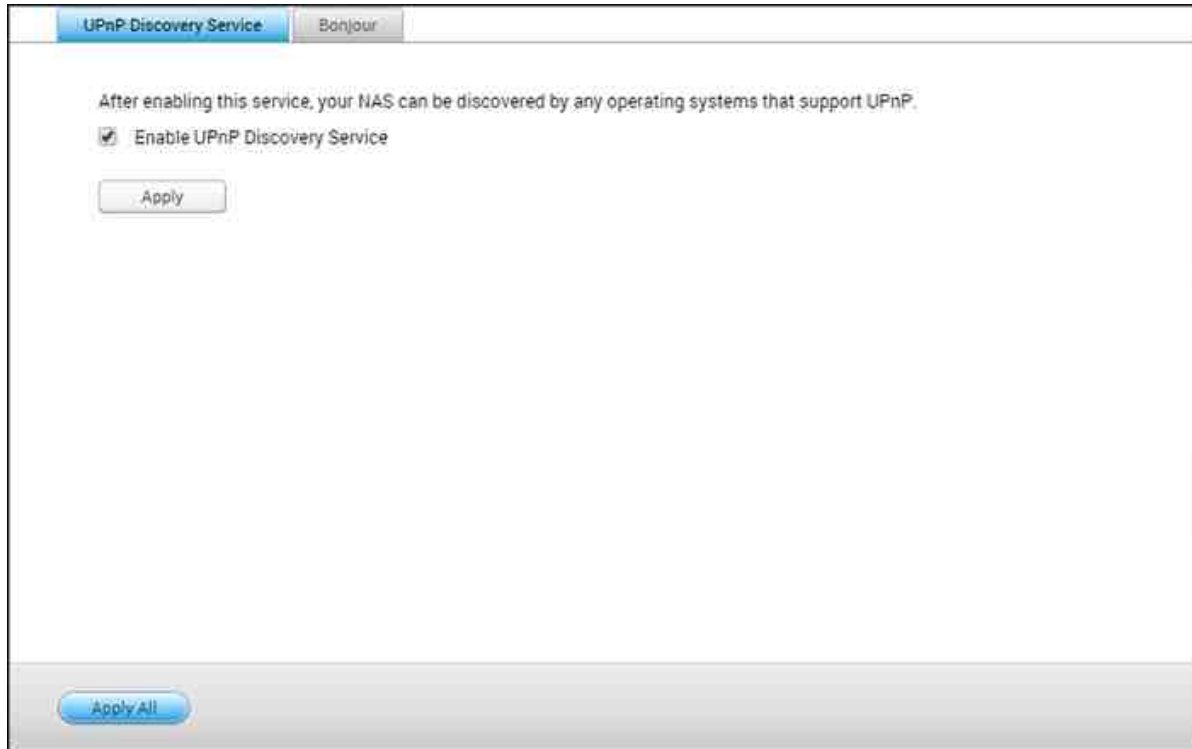 UPnP Discovery Service Bonjour
After enabling this service, your NAS can be discovered by any operating systems that support UPnP.
Enable UPnP Discovery Service
Apply
Apply All